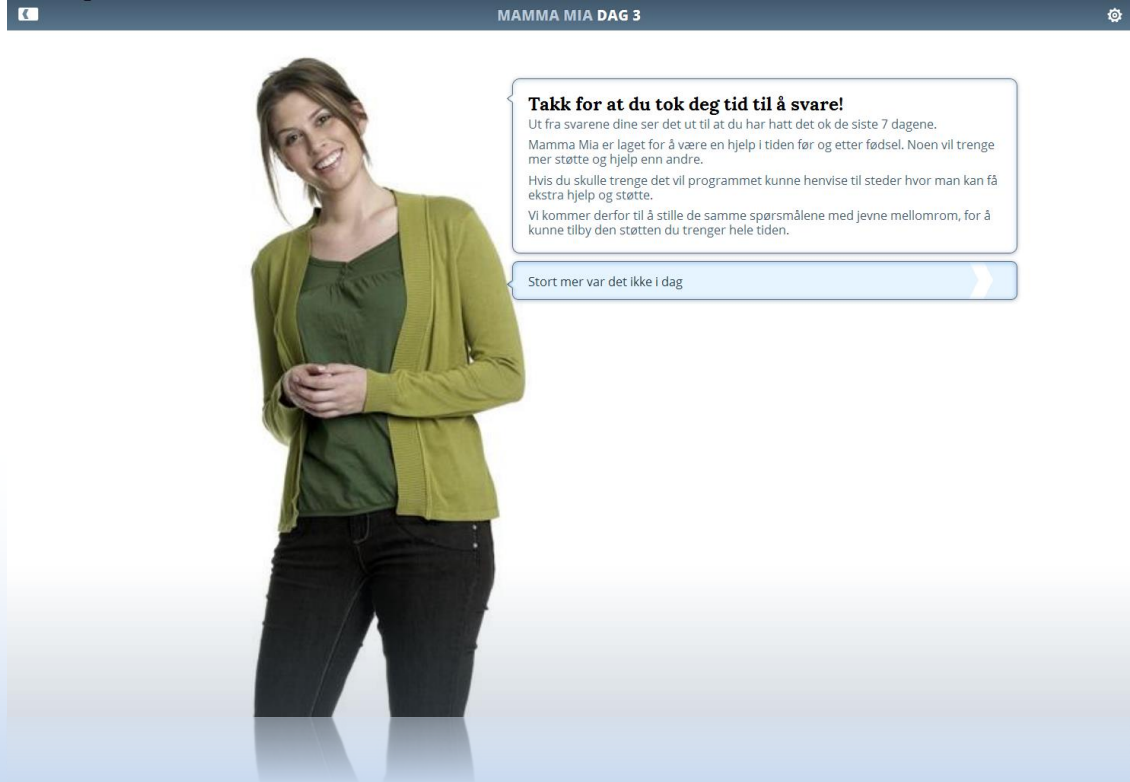 MAMMA MIA DAG 3
Takk for at du tok deg tid til å svare!
Ut fra svarene dine ser det ut til at du har hatt det ok de siste 7 dagene.
Mamma Mia er laget for å være en hjelp i tiden før og etter fødsel. Noen vil trenge
mer støtte og hjelp enn andre.
Hvis du skulle trenge det vil programmet kunne henvise til steder hvor man kan få
ekstra hjelp og støtte.
Vi kommer derfor til å stille de samme spørsmålene med jevne mellomrom, for å
kunne tilby den støtten du trenger hele tiden.
Stort mer var det ikke i dag